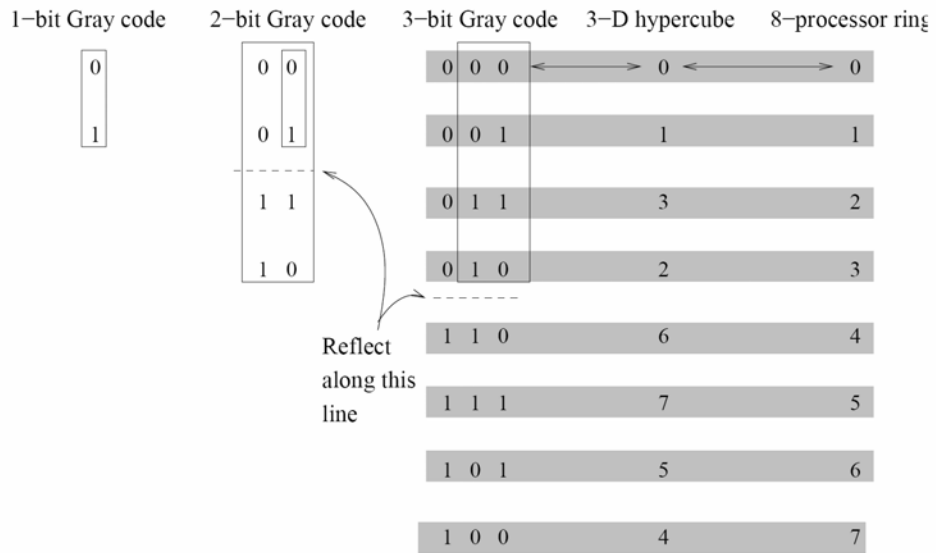 1−bit Gray code 2−bit Gray code 3−bit Gray code 3−D hypercube 8−processor ring
0 0 0 0 0 0 0 0
1 0 1 0 0 1 1 1
1 1 0 1 1 3 2
1 0 0 1 0 2 3
Reflect
along this
line
1 1 0 6 4
1 1 1 7 5
1 0 1 5 6
1 0 0 4 7